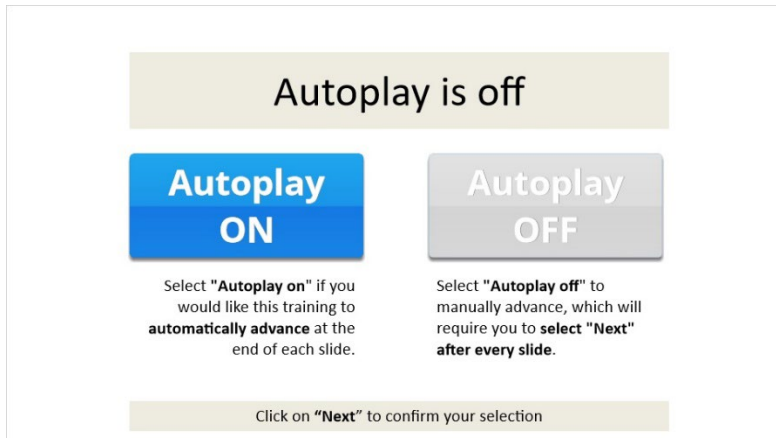 Autoplay is off
Autoplay
ON
Autoplay
OFF
Select "Autoplay on" if you
would like this training to
automatically advance at the
end of each slide.
Select "Autoplay off" to
manually advance, which will
require you to select "Next"
after every slide.
Click on “Next” to confirm your selection